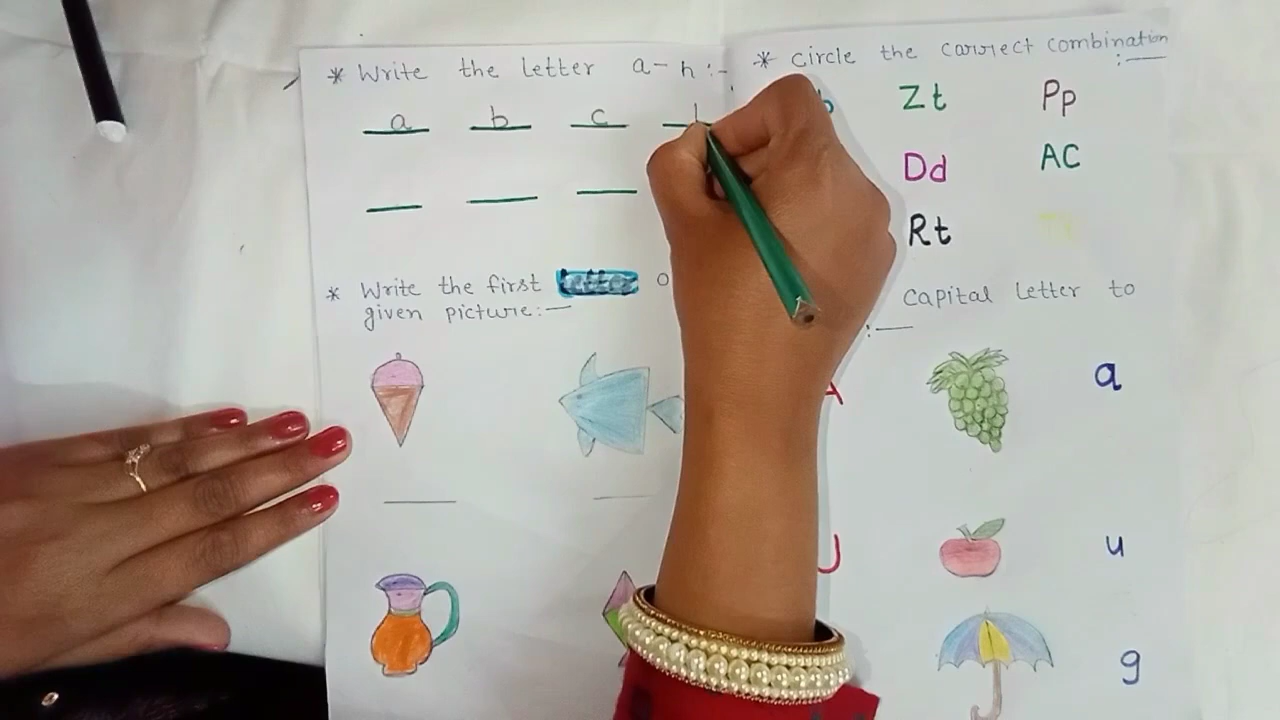 * Write the letter a-h :-
a b c
* Write the first letter
given picture:—
* circle the correct combination :—
b Zt Pp
Dd AC
Rt
capital letter to
:—
A a
J u
g